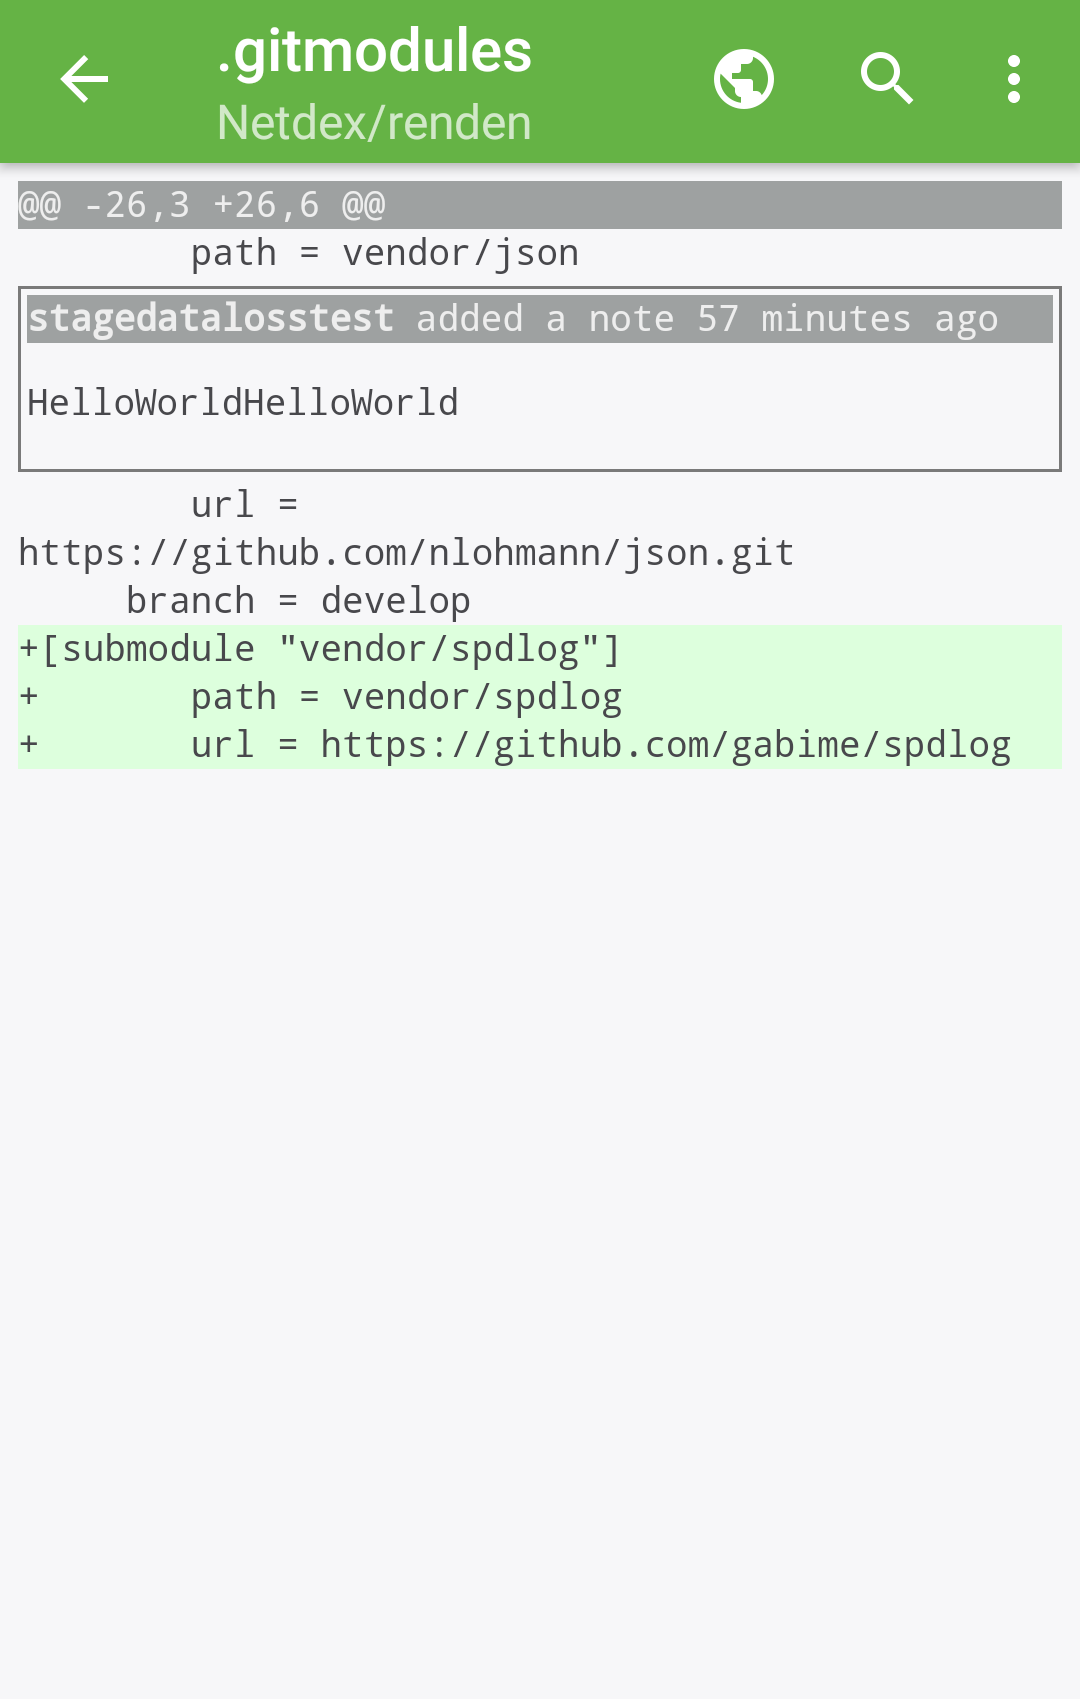 .gitmodules
Netdex/renden
@@ -26,3 +26,6 @@
        path = vendor/json
stagedatalosstest added a note 57 minutes ago
HelloWorldHelloWorld
        url =
https://github.com/nlohmann/json.git
     branch = develop
+[submodule "vendor/spdlog"]
+       path = vendor/spdlog
+       url = https://github.com/gabime/spdlog